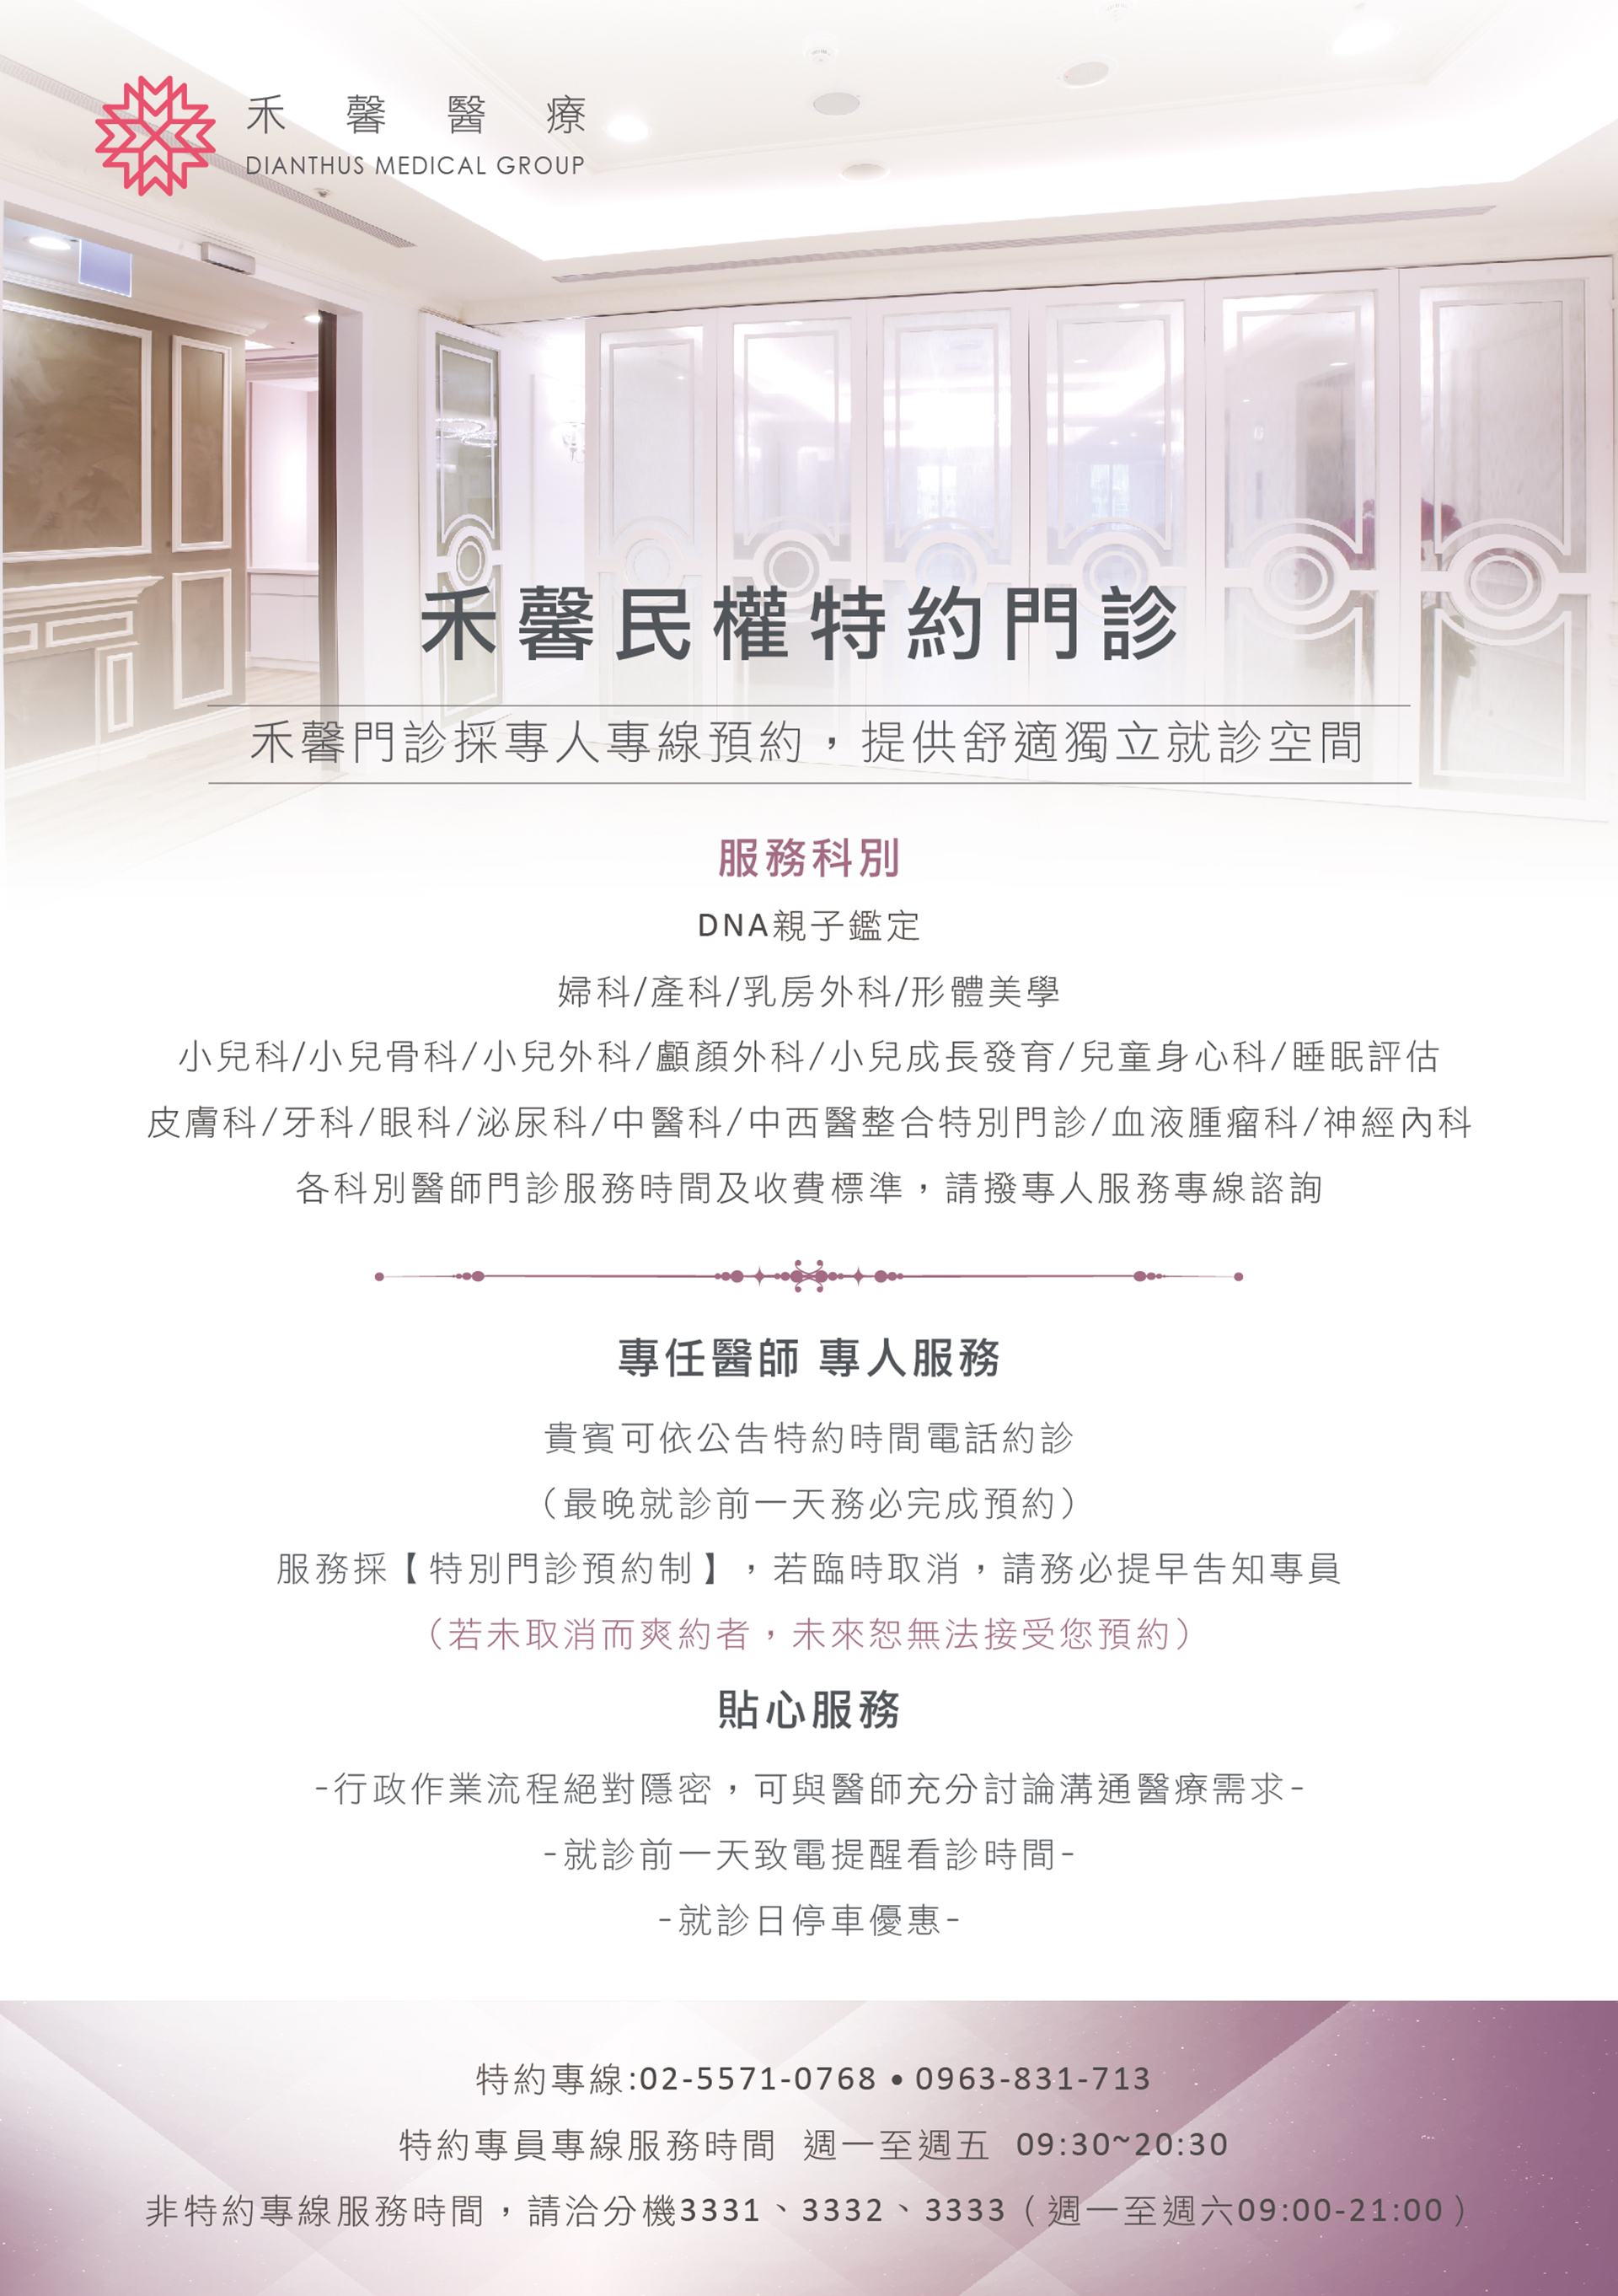 禾馨醫療
DIANTHUS MEDICAL GROUP
禾馨民權特約門診
禾馨門診採專人專線預約，提供舒適獨立就診空間
服務科別
DNA親子鑑定
婦科/產科/乳房外科/形體美學
小兒科/小兒骨科/小兒外科/顱顏外科/小兒成長發育/兒童身心科/睡眠評估
皮膚科/牙科/眼科/泌尿科/中醫科/中西醫整合特別門診/血液腫瘤科/神經內科
各科別醫師門診服務時間及收費標準，請撥專人服務專線諮詢
專任醫師 專人服務
貴賓可依公告特約時間電話約診
（最晚就診前一天務必完成預約）
服務採【特別門診預約制】，若臨時取消，請務必提早告知專員
（若未取消而爽約者，未來恕無法接受您預約）
貼心服務
-行政作業流程絕對隱密，可與醫師充分討論溝通醫療需求-
-就診前一天致電提醒看診時間-
-就診日停車優惠-
特約專線:02-5571-0768 • 0963-831-713
特約專員專線服務時間 週一至週五 09:30~20:30
非特約專線服務時間，請洽分機3331、3332、3333（週一至週六09:00-21:00）